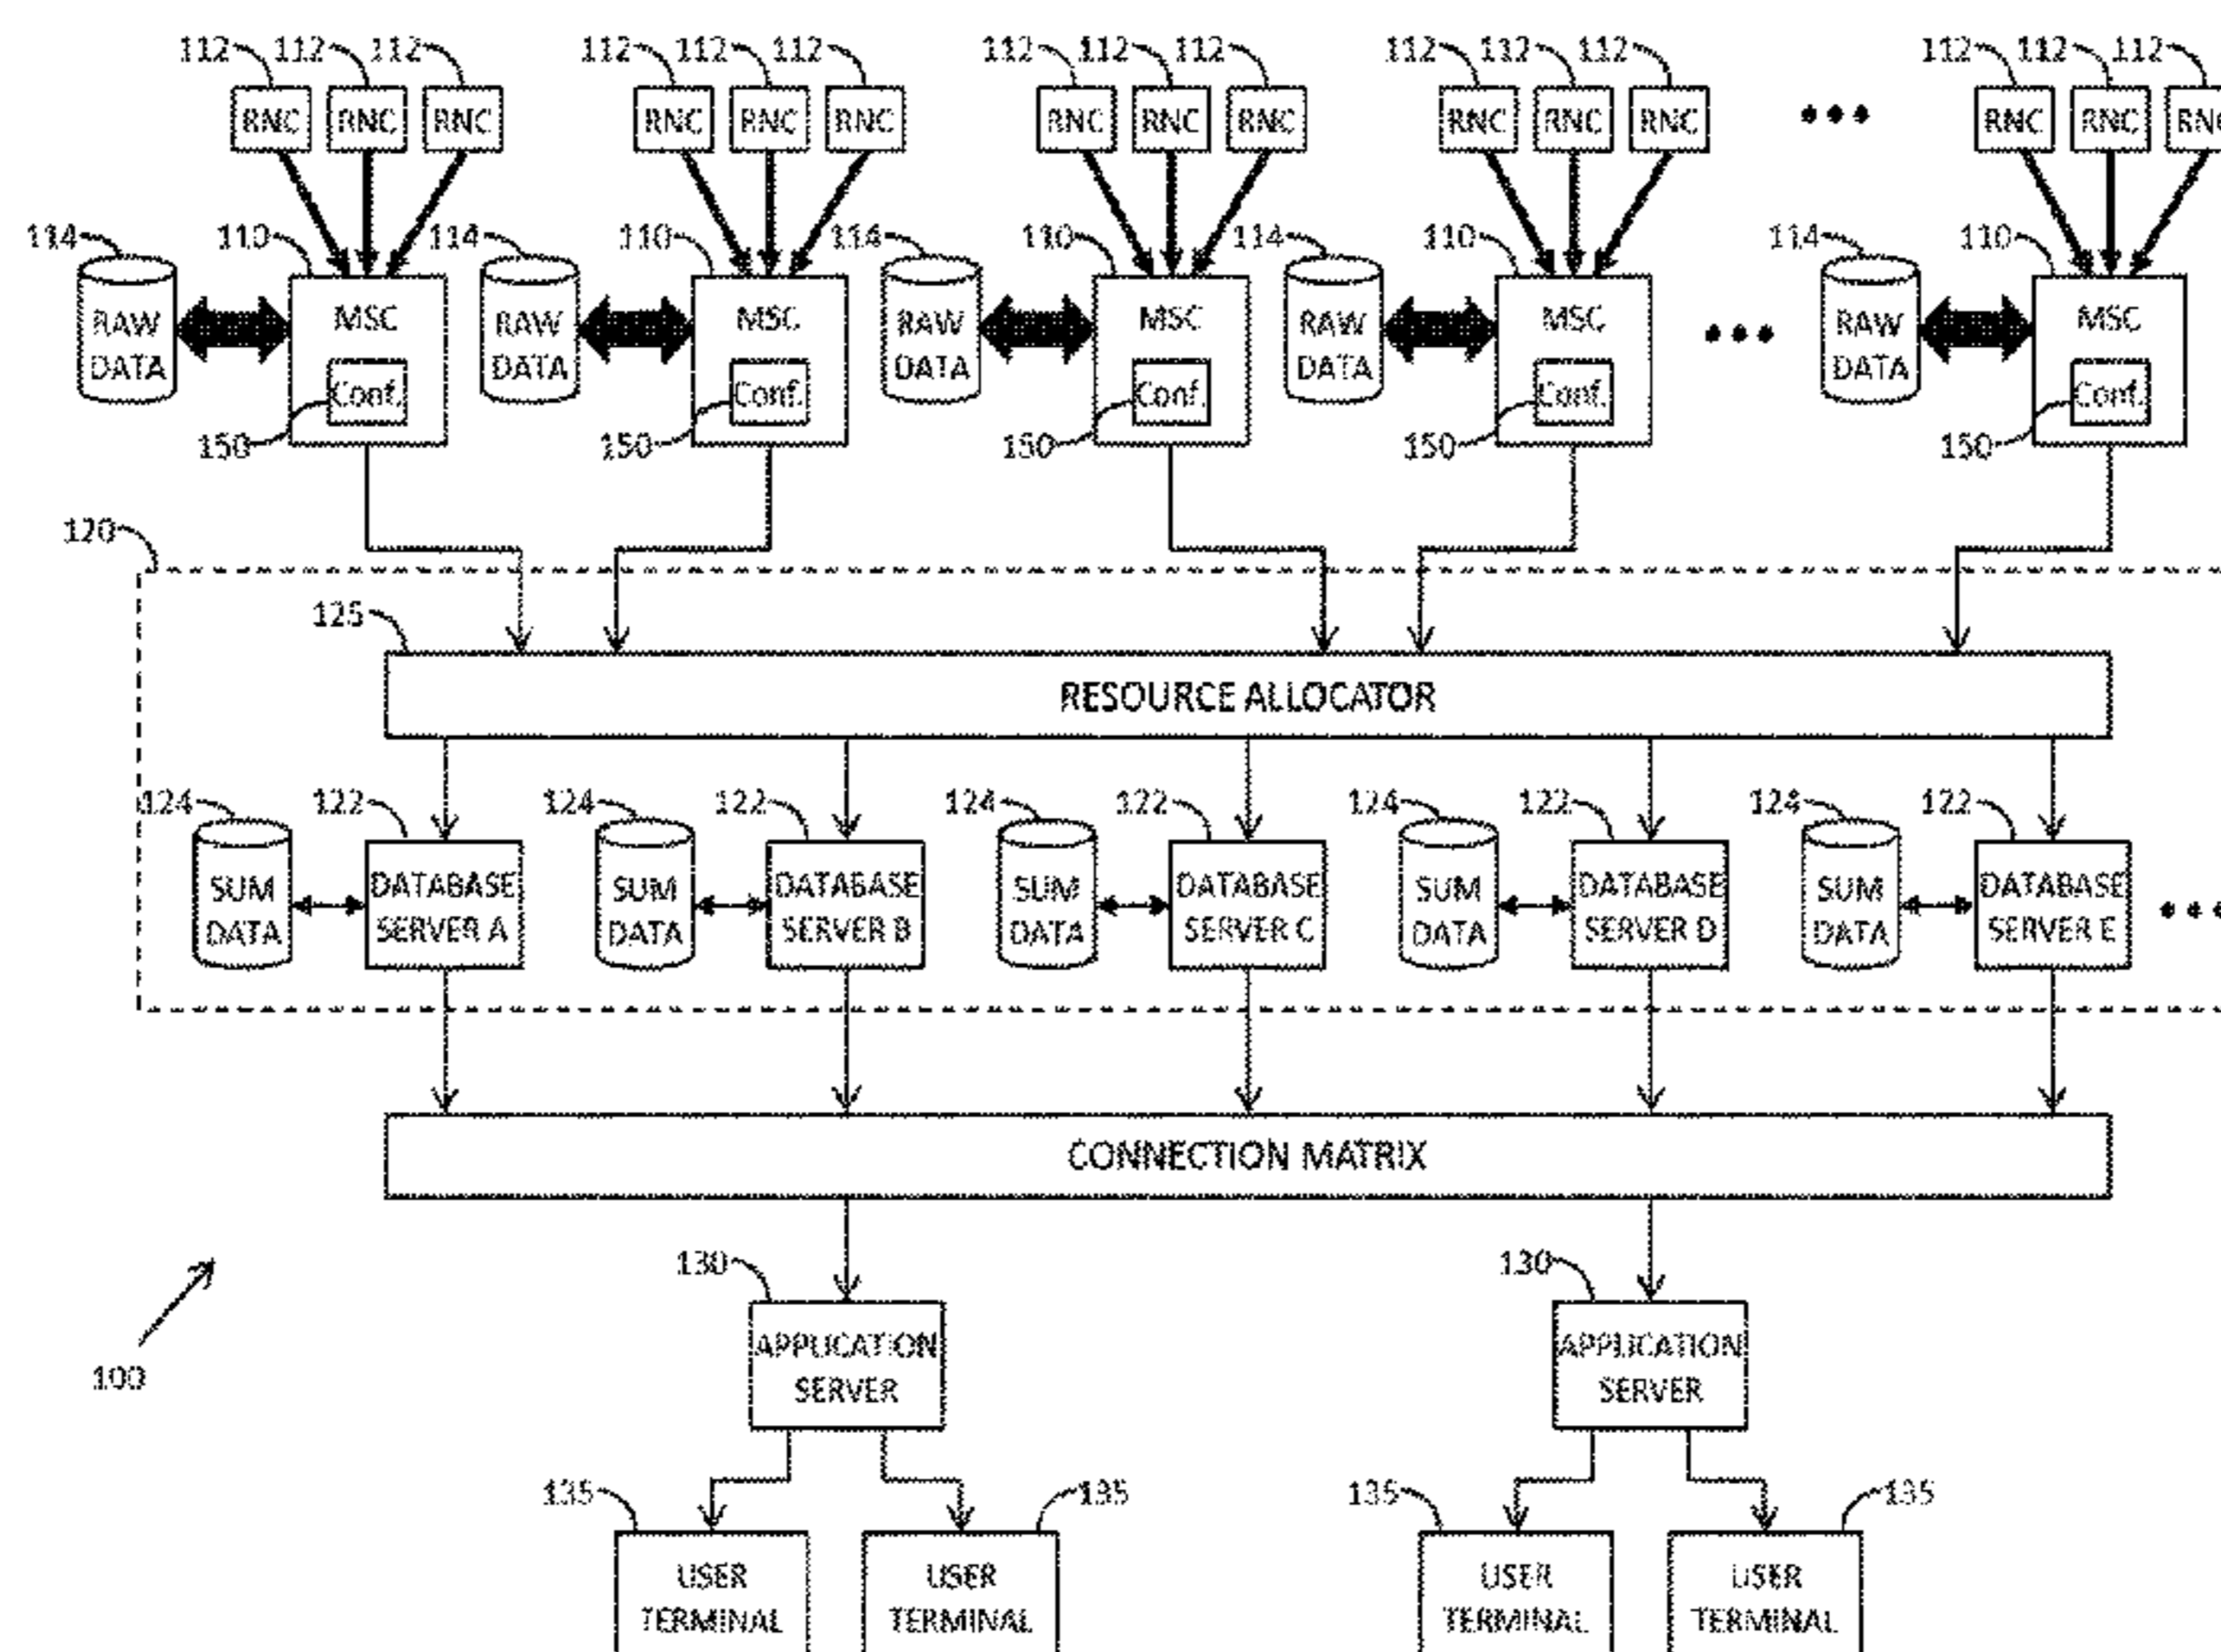 112 112 112 112 112 112 112 112 112 112 112 112 112 112 112
RNC RNC RNC RNC RNC RNC RNC RNC RNC RNC RNC RNC RNC RNC RNC
114 110 114 110 114 110 114 110 114 110
RAW MSC RAW MSC RAW MSC RAW MSC RAW MSC
DATA Conf. DATA Conf. DATA Conf. DATA Conf. DATA Conf.
150 150 150 150 150
120
125
RESOURCE ALLOCATOR
124 122 124 122 124 122 124 122 124 122
SUM DATABASE SUM DATABASE SUM DATABASE SUM DATABASE SUM DATABASE
DATA SERVER A DATA SERVER B DATA SERVER C DATA SERVER D DATA SERVER E
CONNECTION MATRIX
130 130
APPLICATION APPLICATION
SERVER SERVER
100
135 135 135 135
USER USER USER USER
TERMINAL TERMINAL TERMINAL TERMINAL